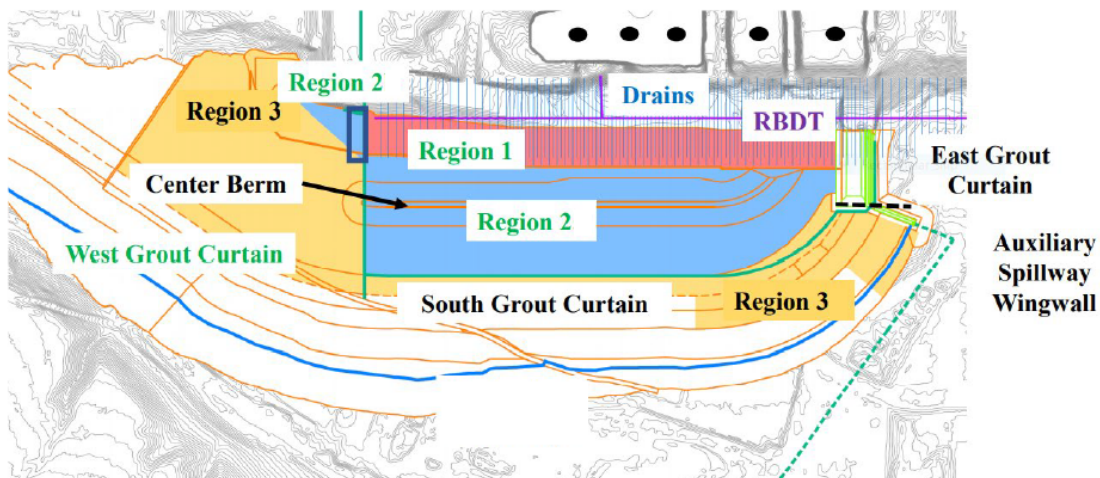 Region 2
Drains
Region 3
RBDT
Region 1
East Grout
Curtain
Center Berm
Region 2
West Grout Curtain
Auxiliary
Spillway
Wingwall
South Grout Curtain
Region 3